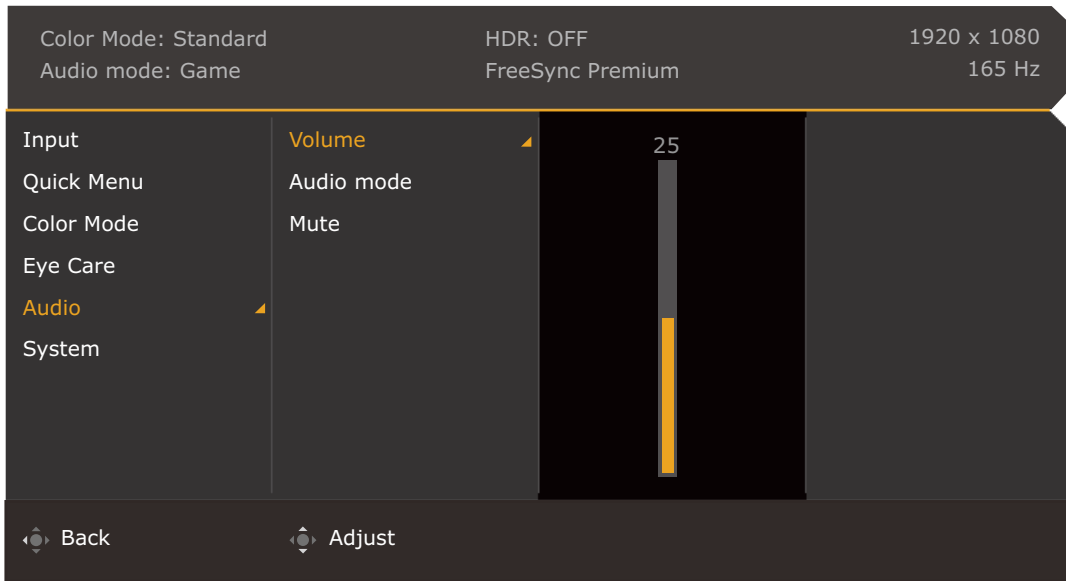 Color Mode: Standard
HDR: OFF
1920 x 1080
Audio mode: Game
FreeSync Premium
165 Hz
Input
Quick Menu
Color Mode
Eye Care
Audio
System
Volume
Audio mode
Mute
25
Back
Adjust